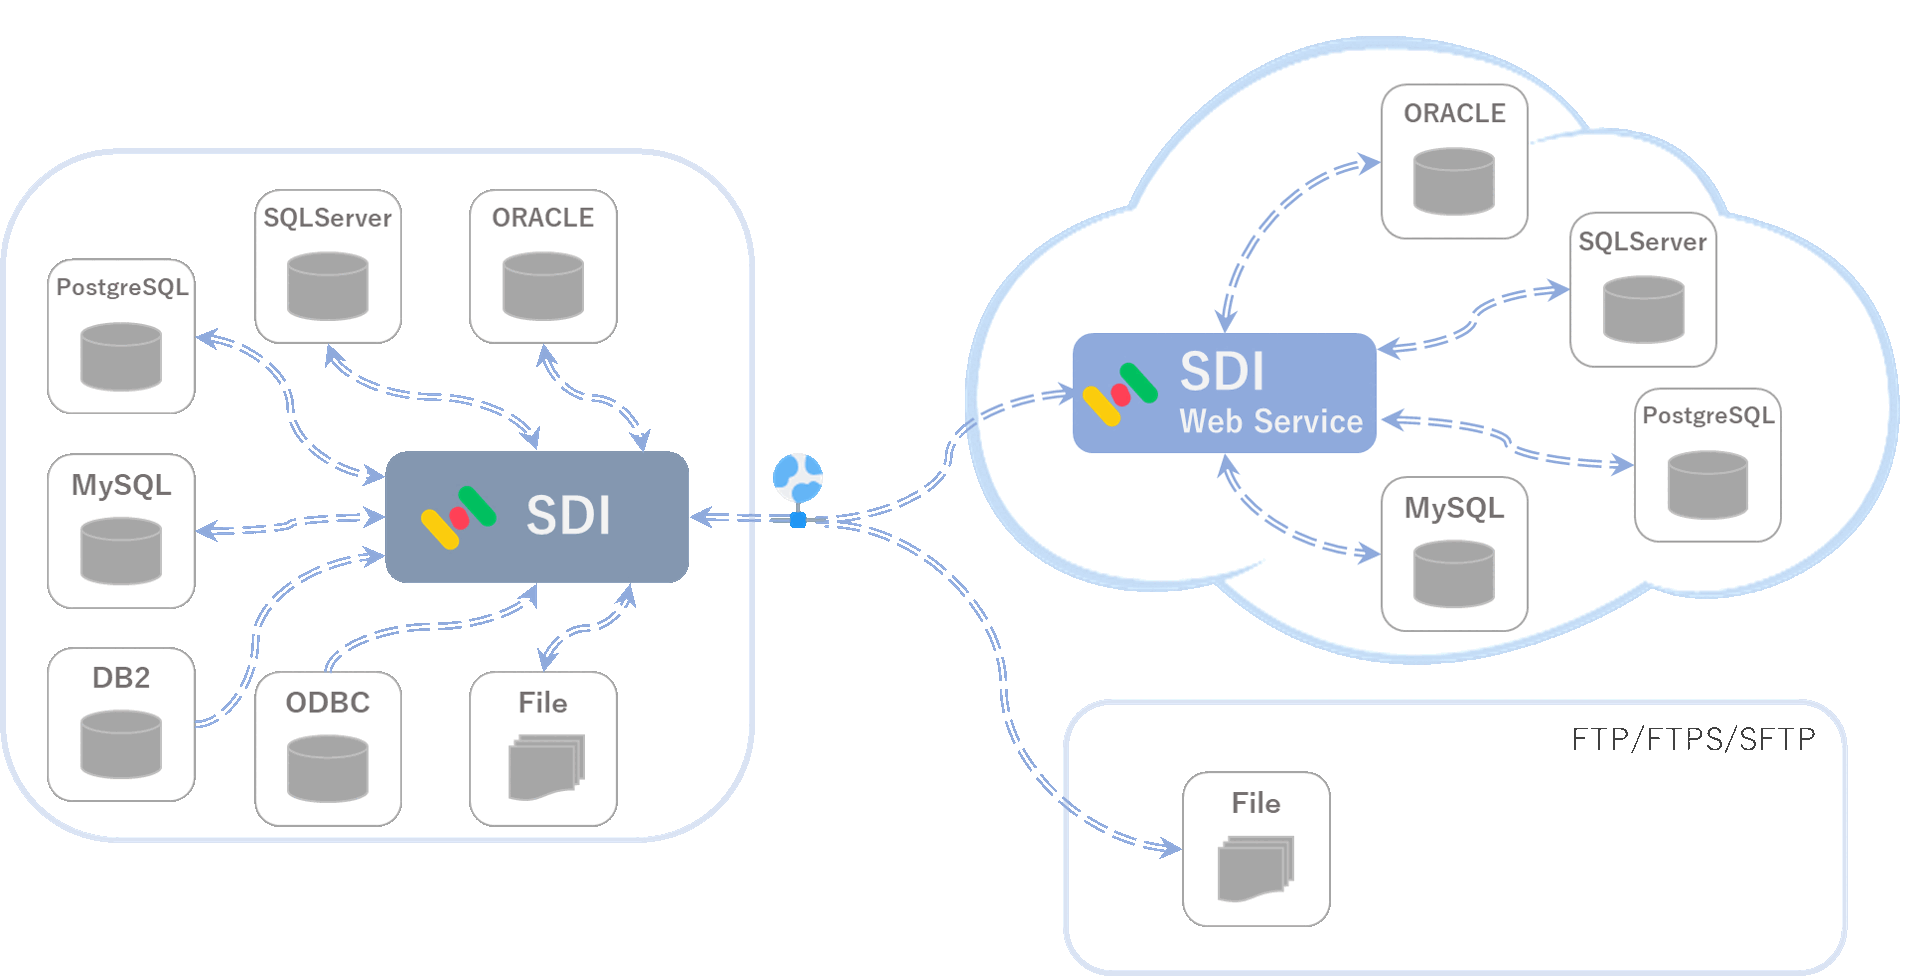 SQLServer
ORACLE
PostgreSQL
MySQL
SDI
DB2
ODBC
File
ORACLE
SQLServer
SDI
Web Service
PostgreSQL
MySQL
FTP/FTPS/SFTP
File